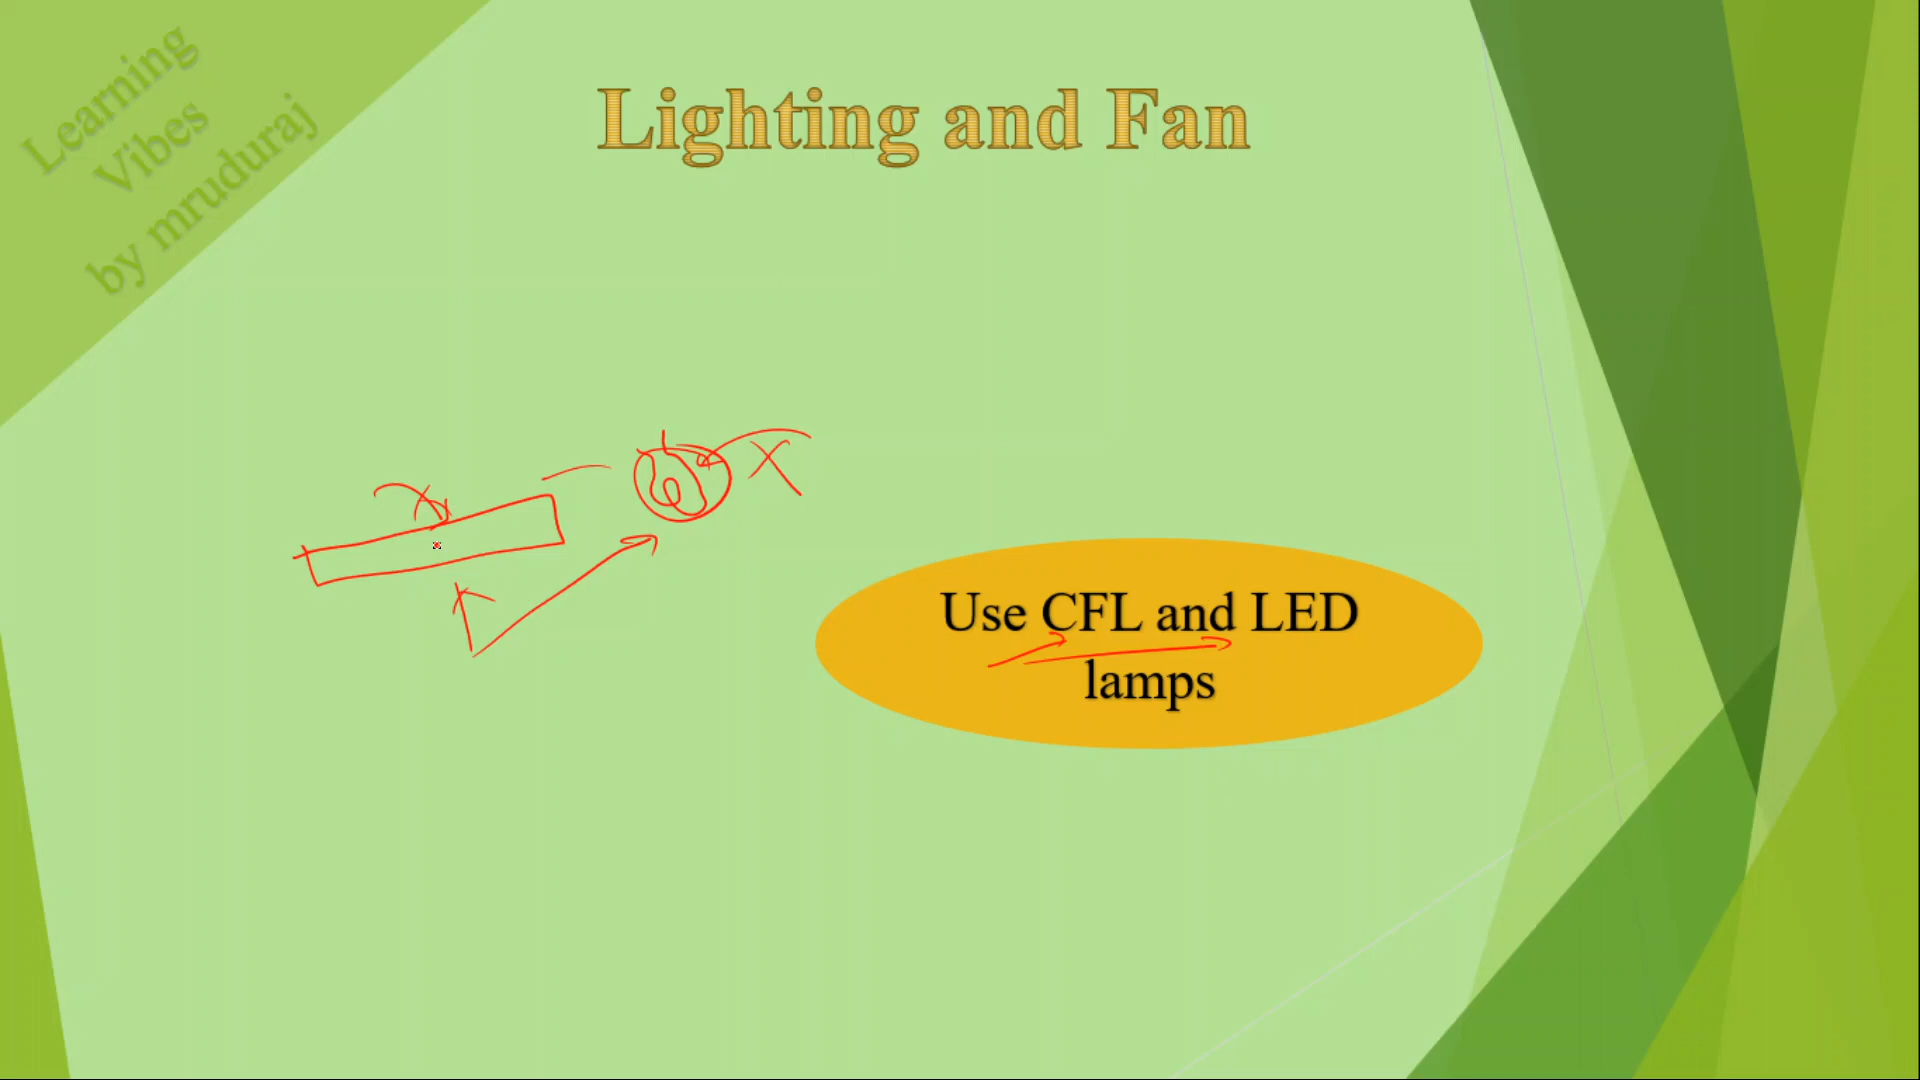 Learning
Vibes
by mruduraj
Lighting and Fan
X
Use CFL and LED
lamps